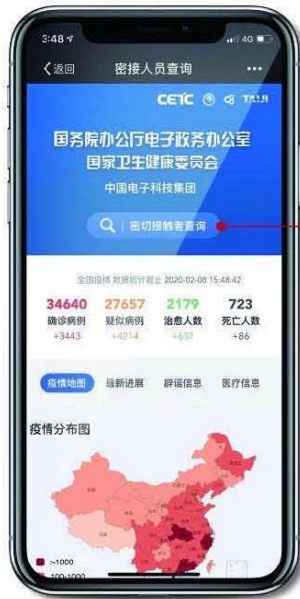 3:48
4G
返回 密接人员查询 •••
CETC TAIJI
国务院办公厅电子政务办公室
国家卫生健康委员会
中国电子科技集团
密切接触者查询
全国疫情 数据统计截止 2020-02-08 15:48:42
34640 27657 2179 723
确诊病例 疑似病例 治愈人数 死亡人数
+3443 +4214 +637 +86
疫情地图 最新进展 辟谣信息 医疗信息
疫情分布图
>1000
100-1000